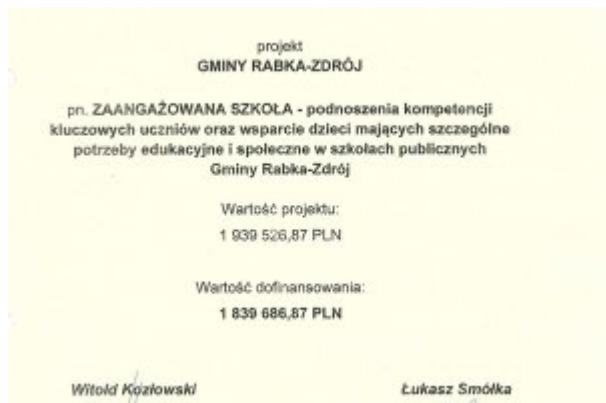 projekt
GMINY RABKA-ZDRÓJ
pn. ZAANGAŻOWANA SZKOŁA - podnoszenia kompetencji
kluczowych uczniów oraz wsparcie dzieci mających szczególne
potrzeby edukacyjne i społeczne w szkołach publicznych
Gminy Rabka-Zdrój
Wartość projektu:
1 939 526,87 PLN
Wartość dofinansowania:
1 839 686,87 PLN
Witold Kozłowski Łukasz Smółka